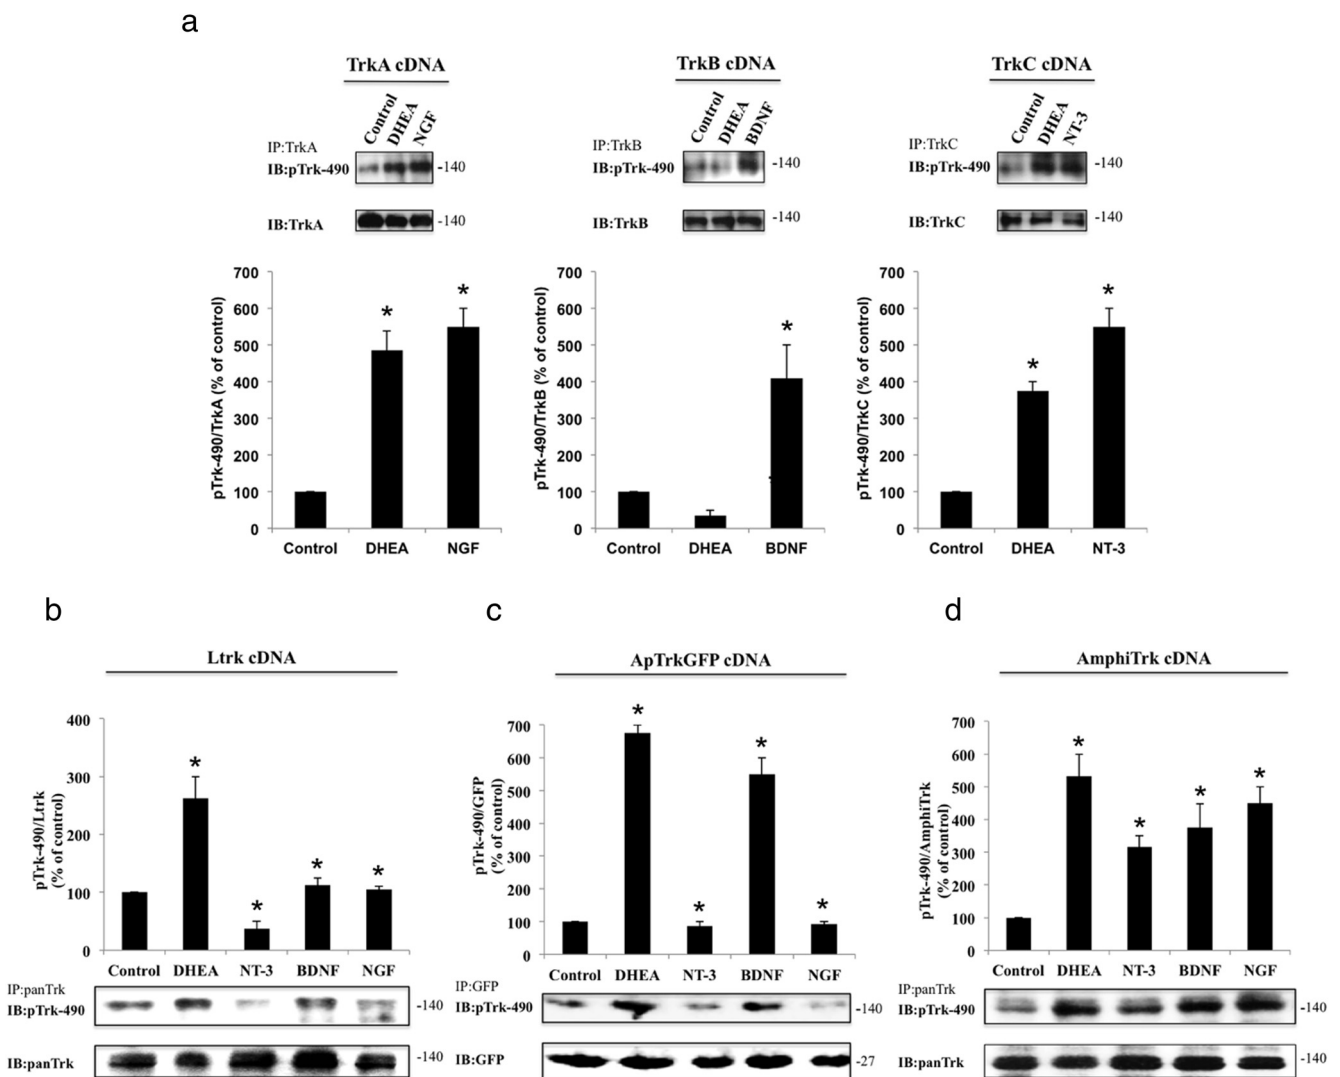 a
TrkA cDNA
Control DHEA NGF
IP:TrkA
IB:pTrk-490 -140
IB:TrkA -140
pTrk-490/TrkA (% of control)
700
600
500
400
300
200
100
0
Control DHEA NGF
* *
TrkB cDNA
Control DHEA BDNF
IP:TrkB
IB:pTrk-490 -140
IB:TrkB -140
pTrk-490/TrkB (% of control)
700
600
500
400
300
200
100
0
Control DHEA BDNF
*
TrkC cDNA
Control DHEA NT-3
IP:TrkC
IB:pTrk-490 -140
IB:TrkC -140
pTrk-490/TrkC (% of control)
700
600
500
400
300
200
100
0
Control DHEA NT-3
* *
b
Ltrk cDNA
pTrk-490/Ltrk
(% of control)
400
300
200
100
0
* * * *
Control DHEA NT-3 BDNF NGF
IP:panTrk
IB:pTrk-490 -140
IB:panTrk -140
c
ApTrkGFP cDNA
pTrk-490/GFP
(% of control)
700
600
500
400
300
200
100
0
* * * *
Control DHEA NT-3 BDNF NGF
IP:GFP
IB:pTrk-490 -140
IB:GFP -27
d
AmphiTrk cDNA
pTrk-490/AmphiTrk
(% of control)
700
600
500
400
300
200
100
0
* * * *
Control DHEA NT-3 BDNF NGF
IP:panTrk
IB:pTrk-490 -140
IB:panTrk -140